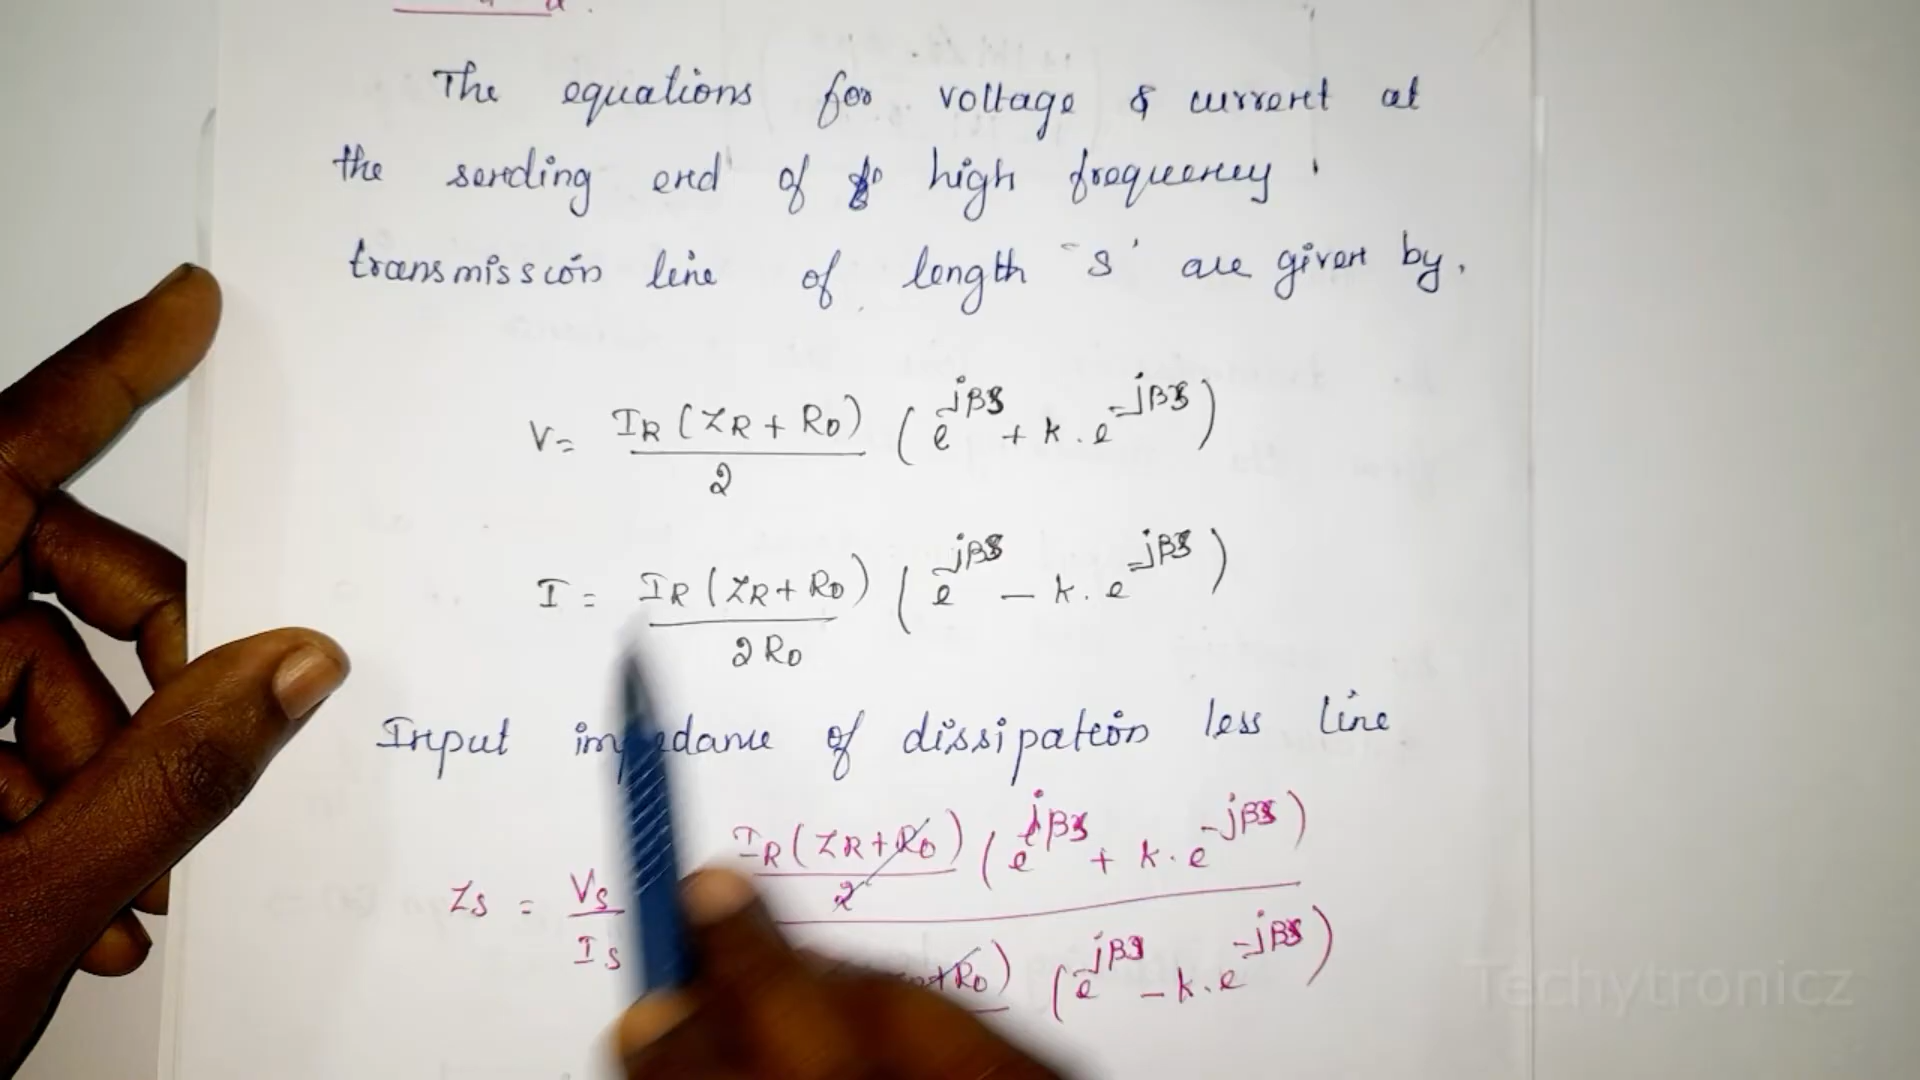 The equations for voltage & current at
the sending end of high frequency
transmission line of length 's' are given by.
V= IR (ZR + R0) / 2 (e^jβs + k . e^-jβs)
I = IR (ZR + R0) / 2 R0 (e^jβs - k . e^-jβs)
Input impedance of dissipation less line
ZS = VS / IS IR (ZR + R0) / 2 (e^jβs + k . e^-jβs)
+R0) (e^jβs - k . e^-jβs)
Techytronicz